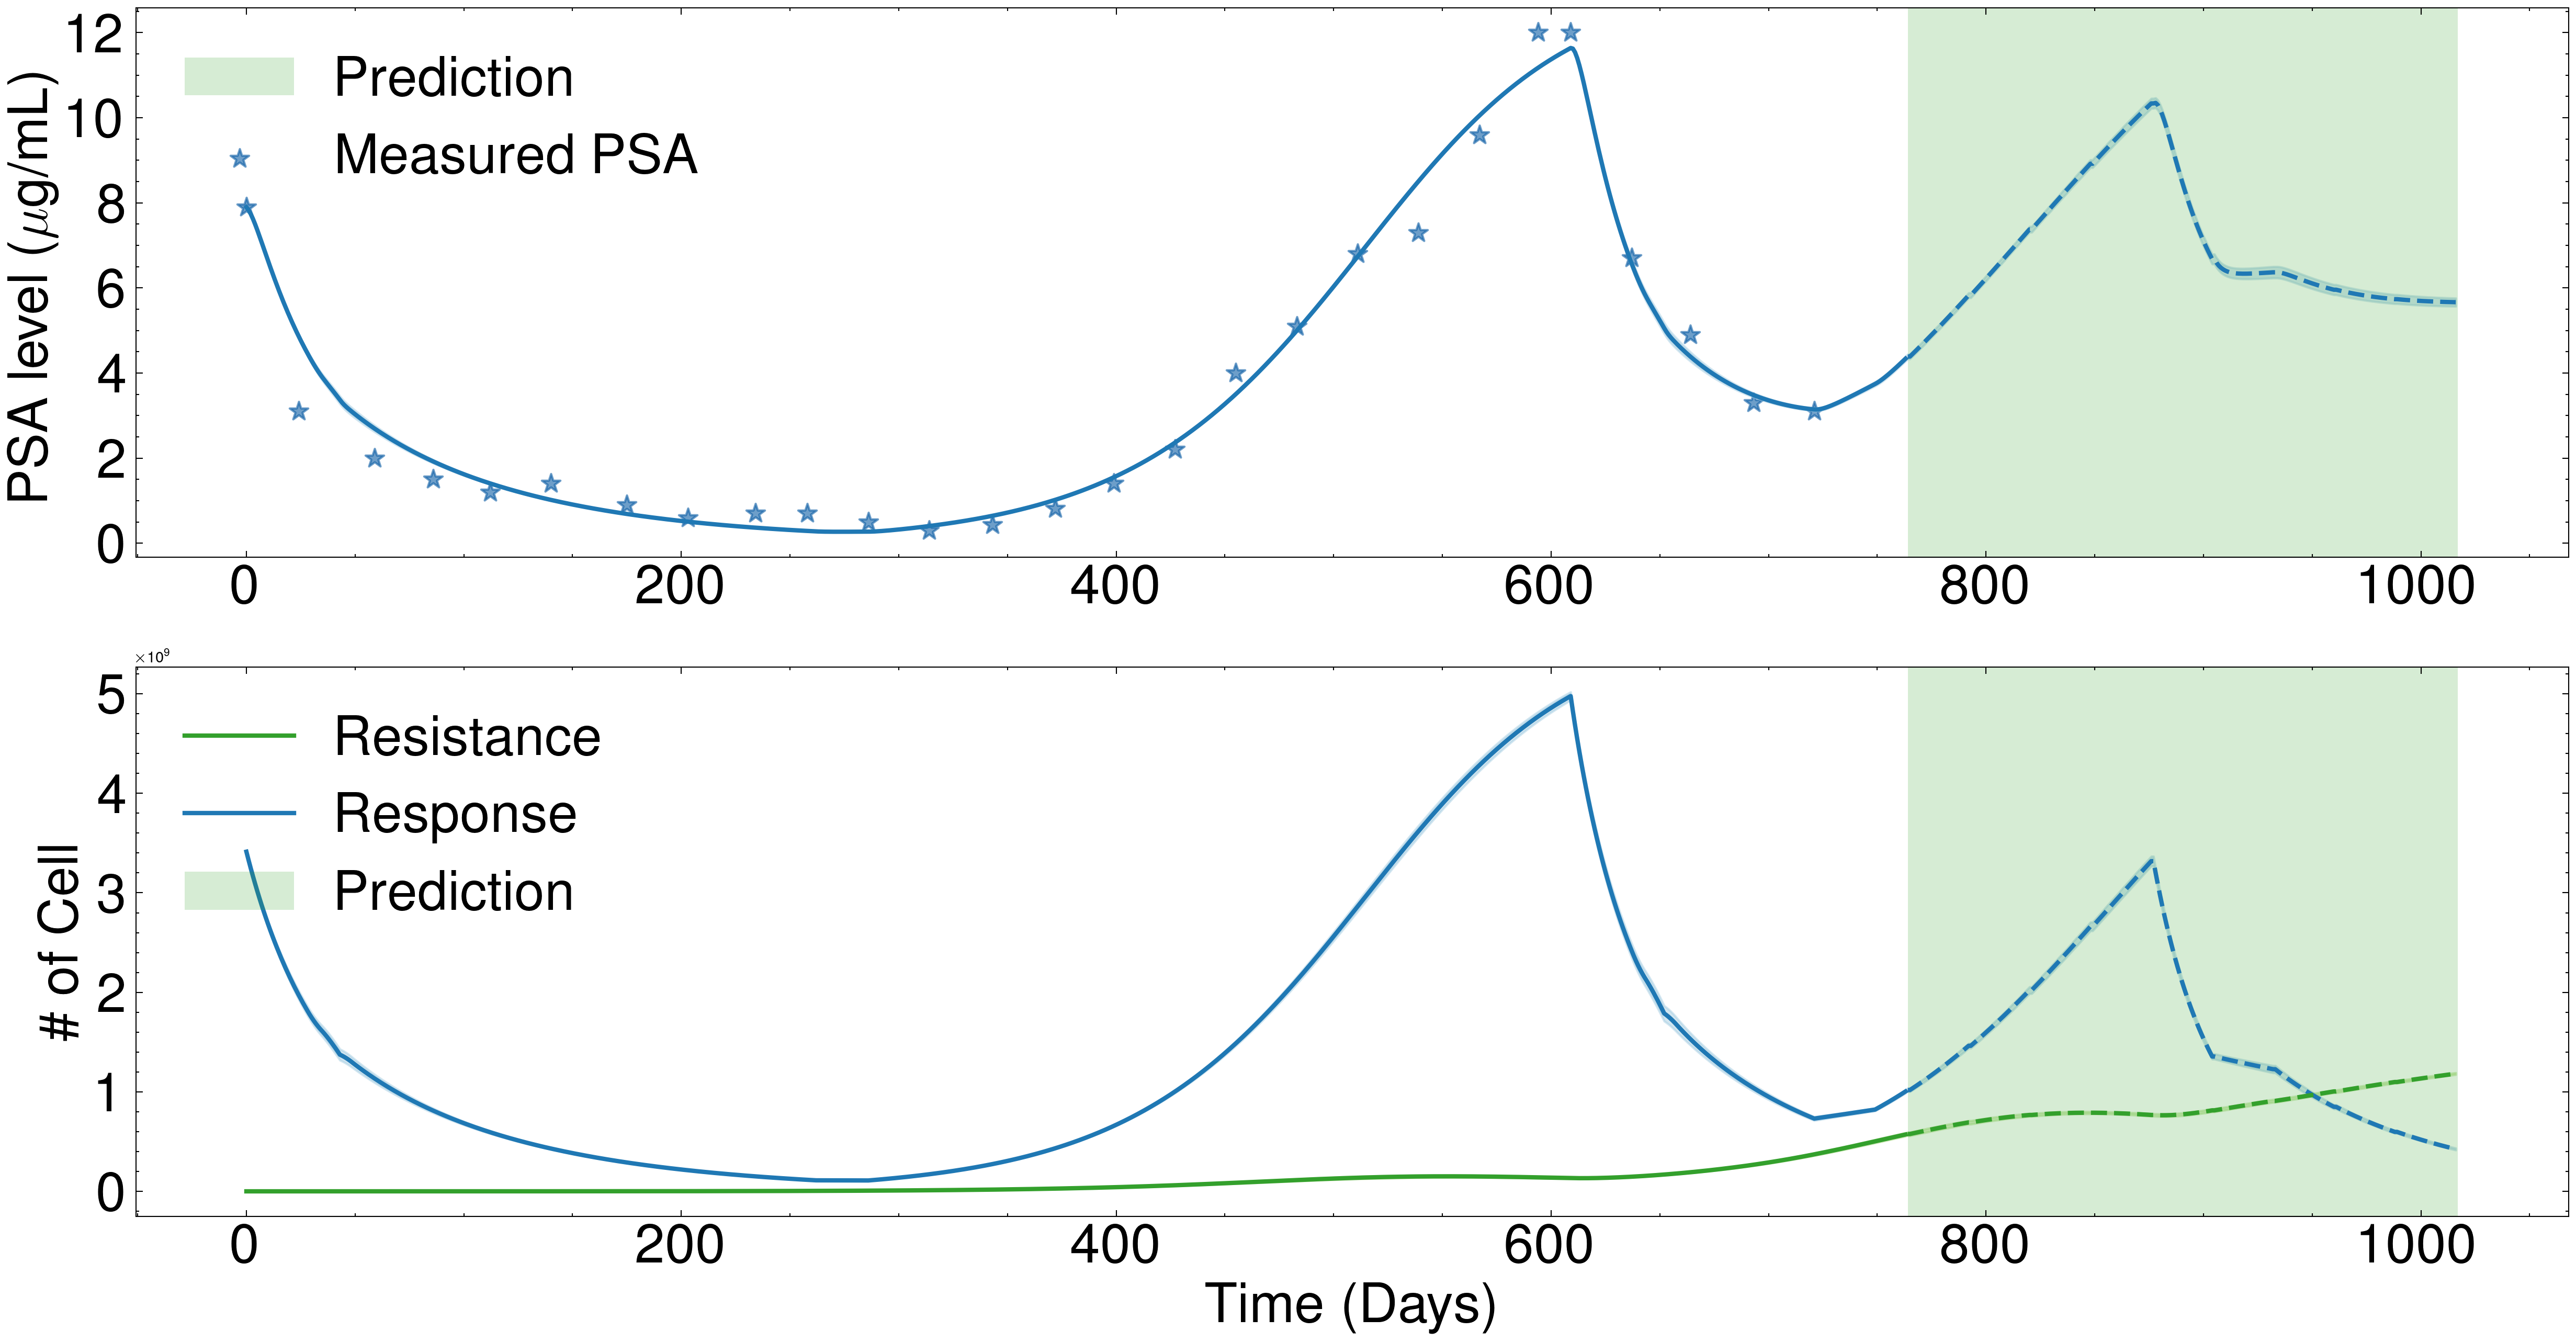 PSA level (μg/mL)
12
10
8
6
4
2
0
Prediction
Measured PSA
0 200 400 600 800 1000
×10⁹
# of Cell
5
4
3
2
1
0
Resistance
Response
Prediction
0 200 400 600 800 1000
Time (Days)